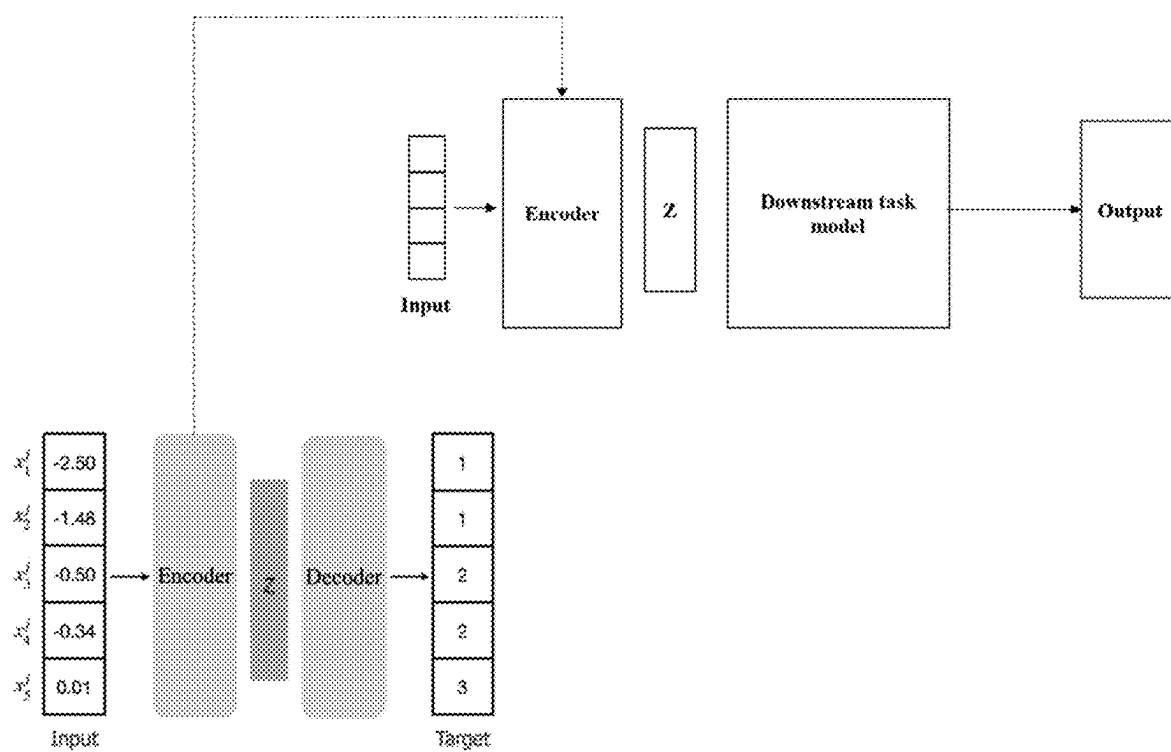 Encoder
Z
Downstream task
model
Output
Input
-2.50
1
-1.48
1
-0.50
2
Encoder
Z
Decoder
-0.34
2
0.01
3
Input
Target